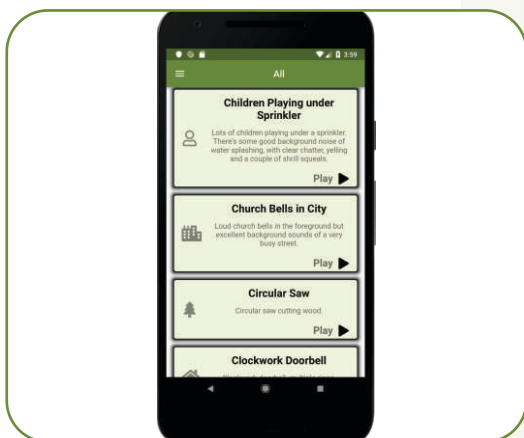 3:59
All
Children Playing under
Sprinkler
Lots of children playing under a sprinkler.
There's some good background noise of
water splashing, with clear chatter, yelling
and a couple of shrill squeals.
Play
Church Bells in City
Loud church bells in the foreground but
excellent background sounds of a very
busy street.
Play
Circular Saw
Circular saw cutting wood.
Play
Clockwork Doorbell